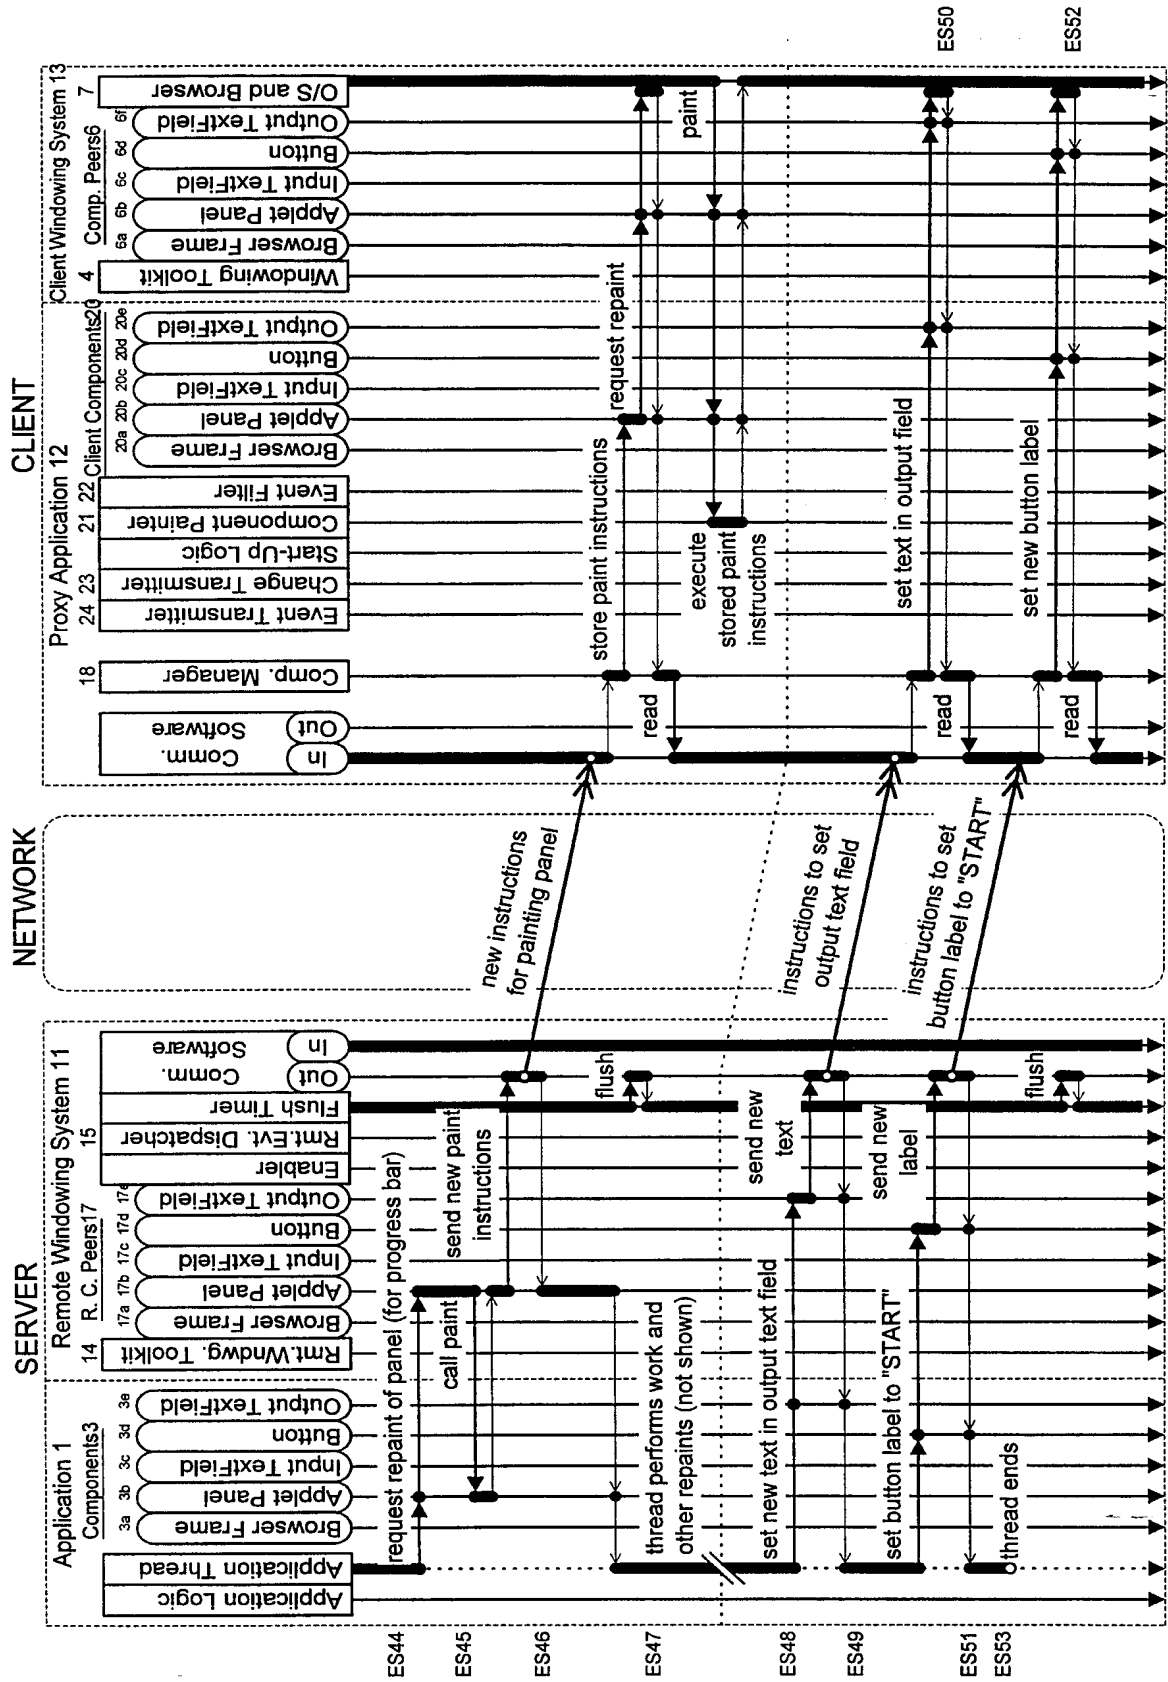 SERVER
NETWORK
CLIENT
Application 1
Components3
3a
3b
3c
3d
3e
Application Logic
Application Thread
Browser Frame
Applet Panel
Input TextField
Button
Output TextField
Remote Windowing System 11
14
R. C. Peers17
17a
17b
17c
17d
17e
15
Rmt.Wndwg. Toolkit
Browser Frame
Applet Panel
Input TextField
Button
Output TextField
Enabler
Rmt.Evt. Dispatcher
Flush Timer
Comm.
Software
Out
In
Comm.
Software
In
Out
Proxy Application 12
18
24
23
21
22
Client Components20
20a
20b
20c
20d
20e
Comp. Manager
Event Transmitter
Change Transmitter
Start-Up Logic
Component Painter
Event Filter
Browser Frame
Applet Panel
Input TextField
Button
Output TextField
Client Windowing System 13
4
Comp. Peers6
6a
6b
6c
6d
6f
7
Windowing Toolkit
Browser Frame
Applet Panel
Input TextField
Button
Output TextField
O/S and Browser
ES44
request repaint of panel (for progress bar)
ES45
call paint
send new paint
instructions
ES46
new instructions
for painting panel
store paint instructions
request repaint
read
flush
ES47
thread performs work and
other repaints (not shown)
paint
execute
stored paint
instructions
ES48
set new text in output text field
send new
text
ES49
instructions to set
output text field
set text in output field
read
ES50
set button label to "START"
send new
label
ES51
instructions to set
button label to "START"
set new button label
read
ES52
ES53
thread ends
flush